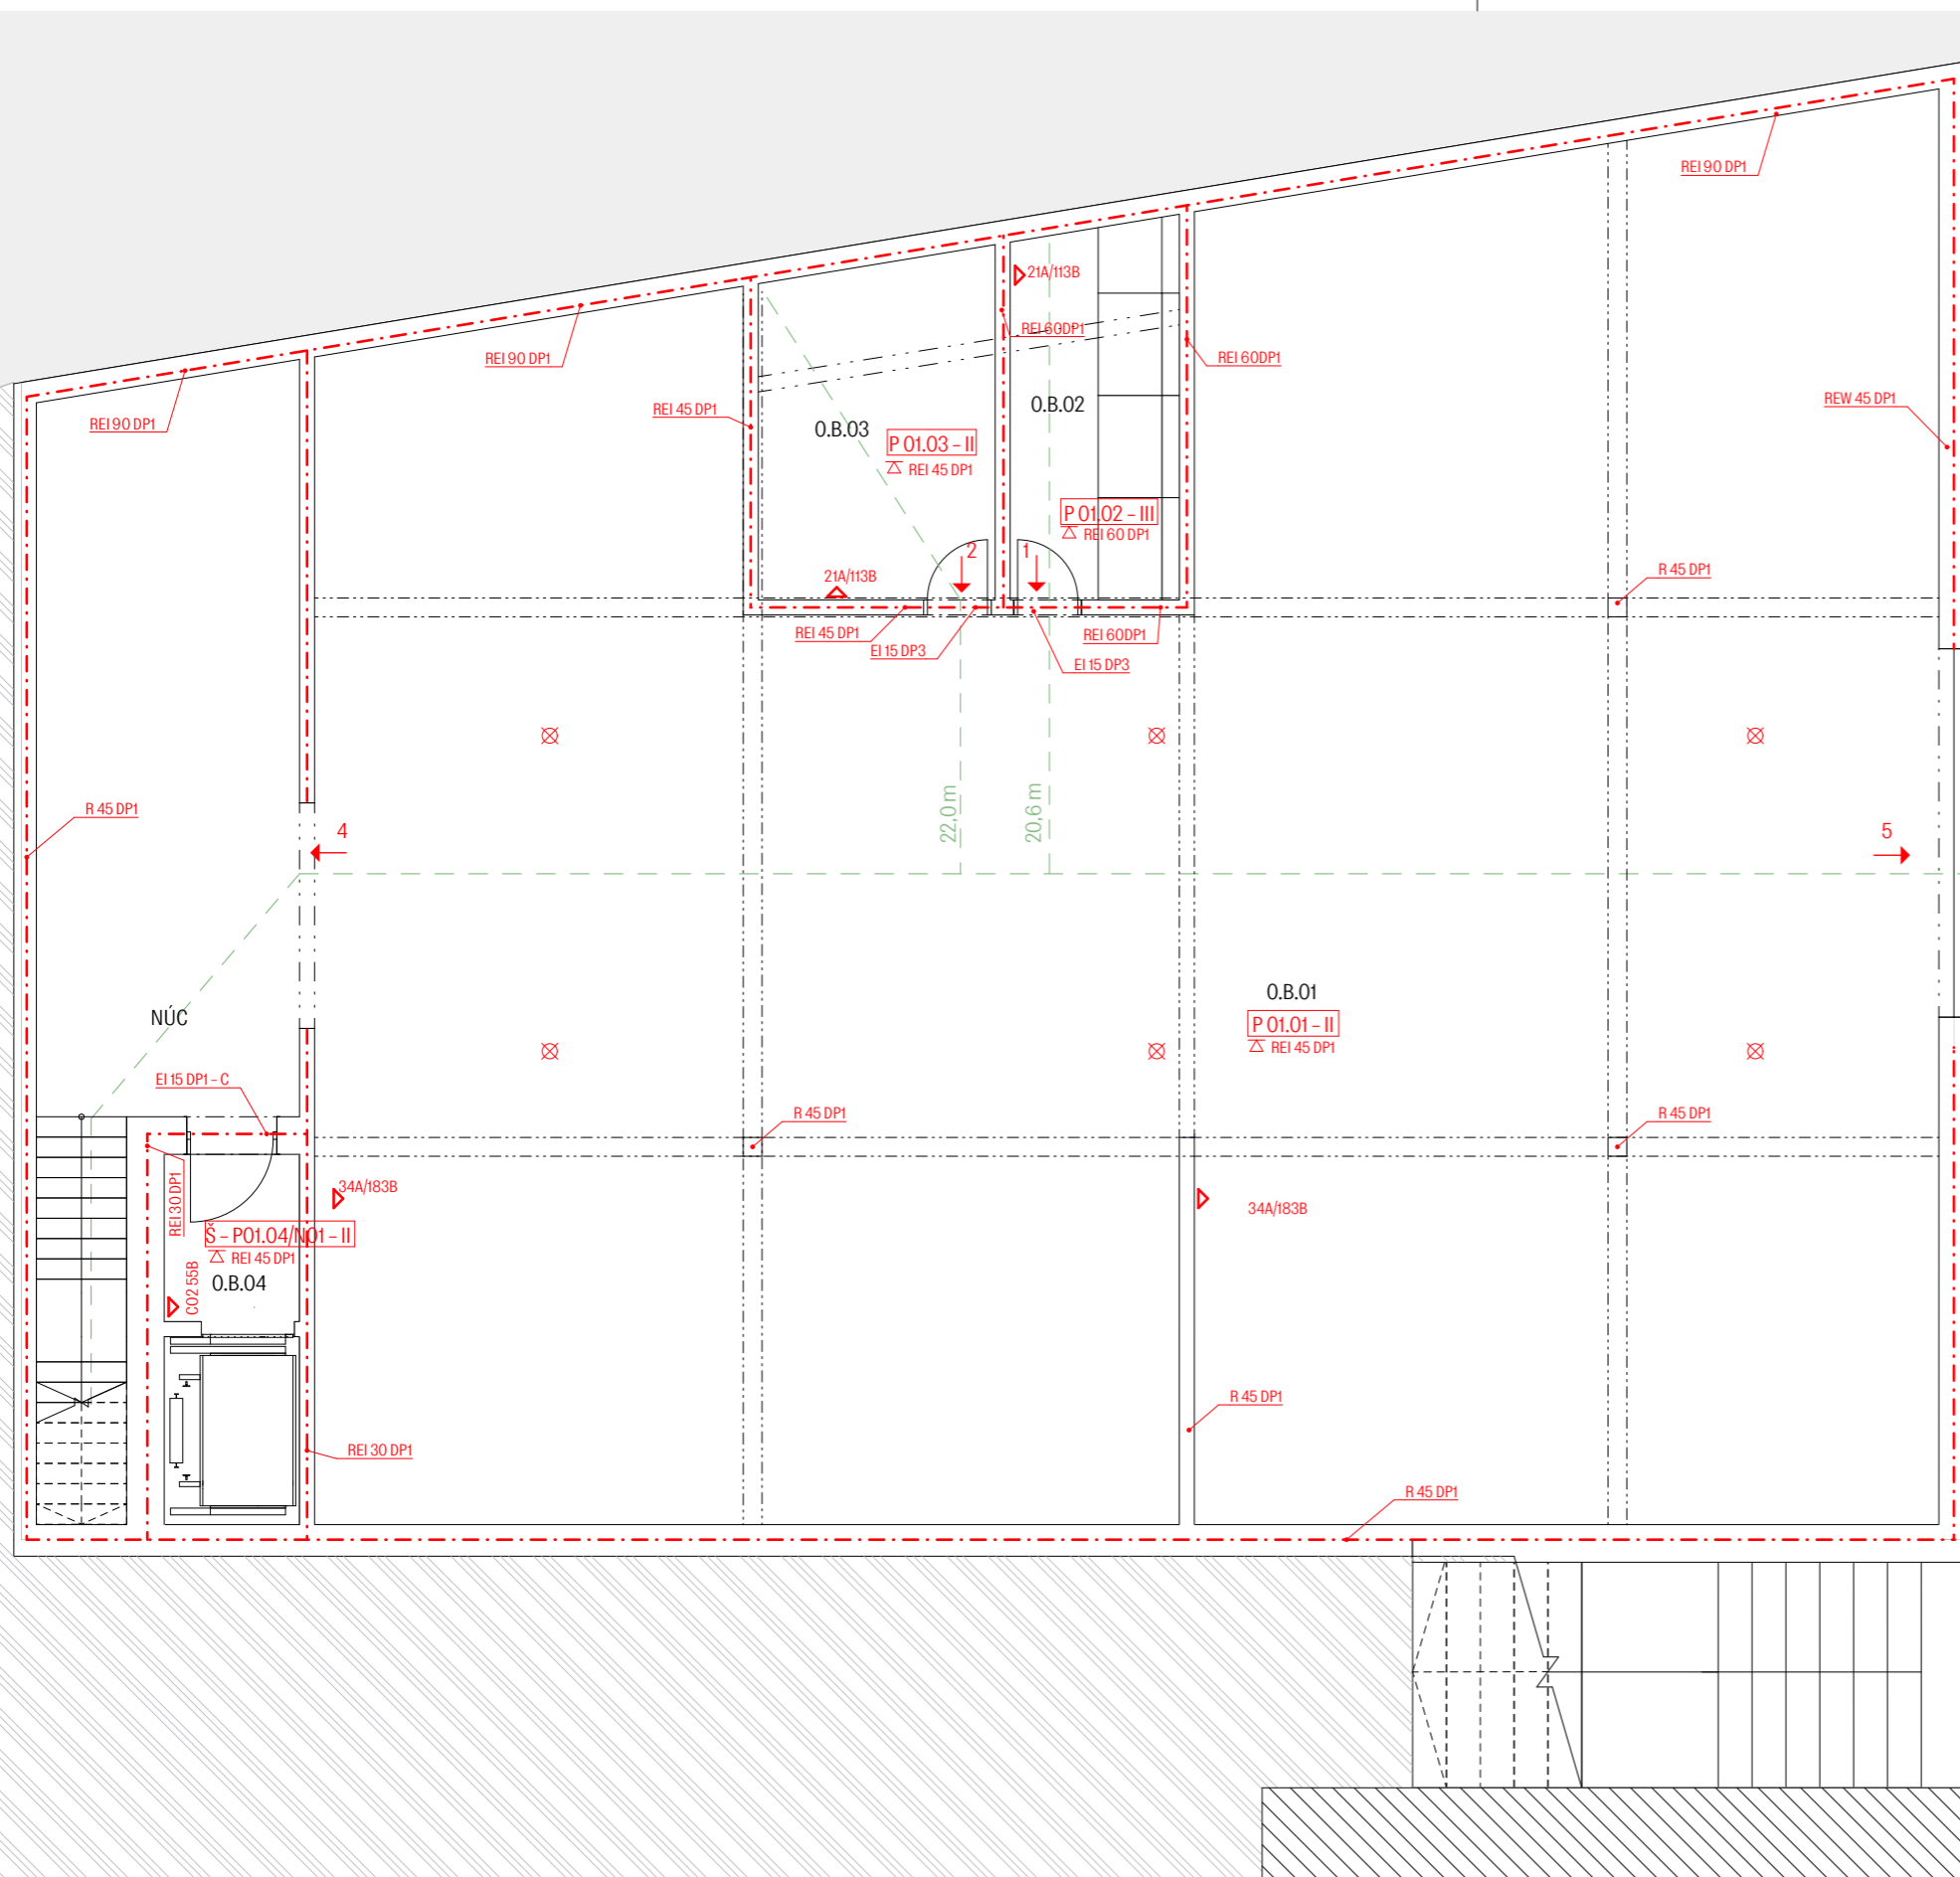 REI 90 DP1
21A/113B
REI 60DP1
REI 90 DP1
REI 60DP1
REI 90 DP1
REI 45 DP1
0.B.03
0.B.02
REW 45 DP1
P 01.03 – II
REI 45 DP1
P 01.02 – III
REI 60 DP1
2
1
21A/113B
R 45 DP1
REI 45 DP1
EI 15 DP3
REI 60DP1
EI 15 DP3
R 45 DP1
22,0 m
20,6 m
4
5
NÚC
0.B.01
P 01.01 – II
REI 45 DP1
EI 15 DP1 – C
R 45 DP1
R 45 DP1
REI 30 DP1
34A/183B
34A/183B
Š – P01.04/N01 – II
REI 45 DP1
0.B.04
CO2 55B
R 45 DP1
REI 30 DP1
R 45 DP1